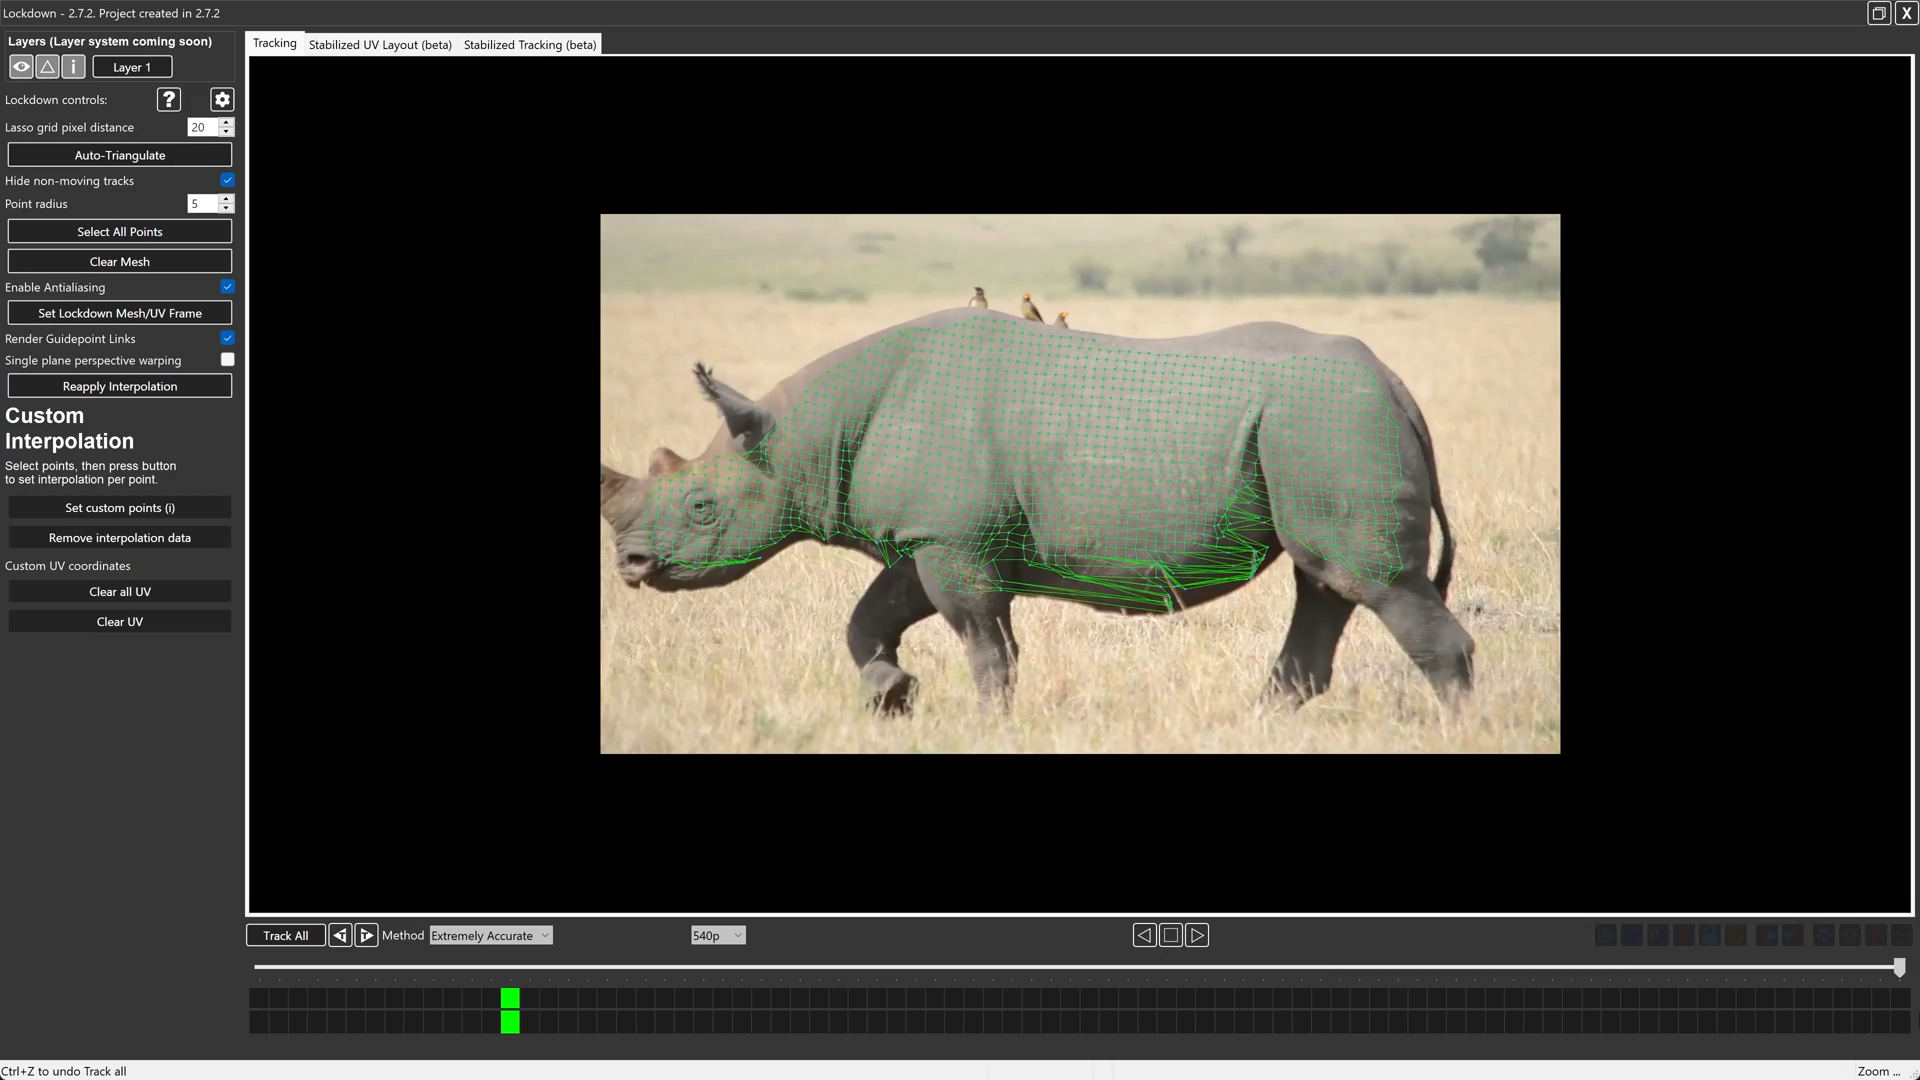 Lockdown - 2.7.2. Project created in 2.7.2
X
Layers (Layer system coming soon)
i
Layer 1
Tracking
Stabilized UV Layout (beta)
Stabilized Tracking (beta)
Lockdown controls:
?
Lasso grid pixel distance
20
Auto-Triangulate
Hide non-moving tracks
Point radius
5
Select All Points
Clear Mesh
Enable Antialiasing
Set Lockdown Mesh/UV Frame
Render Guidepoint Links
Single plane perspective warping
Reapply Interpolation
Custom
Interpolation
Select points, then press button
to set interpolation per point.
Set custom points (i)
Remove interpolation data
Custom UV coordinates
Clear all UV
Clear UV
Track All
Method
Extremely Accurate
540p
Ctrl+Z to undo Track all
Zoom ...